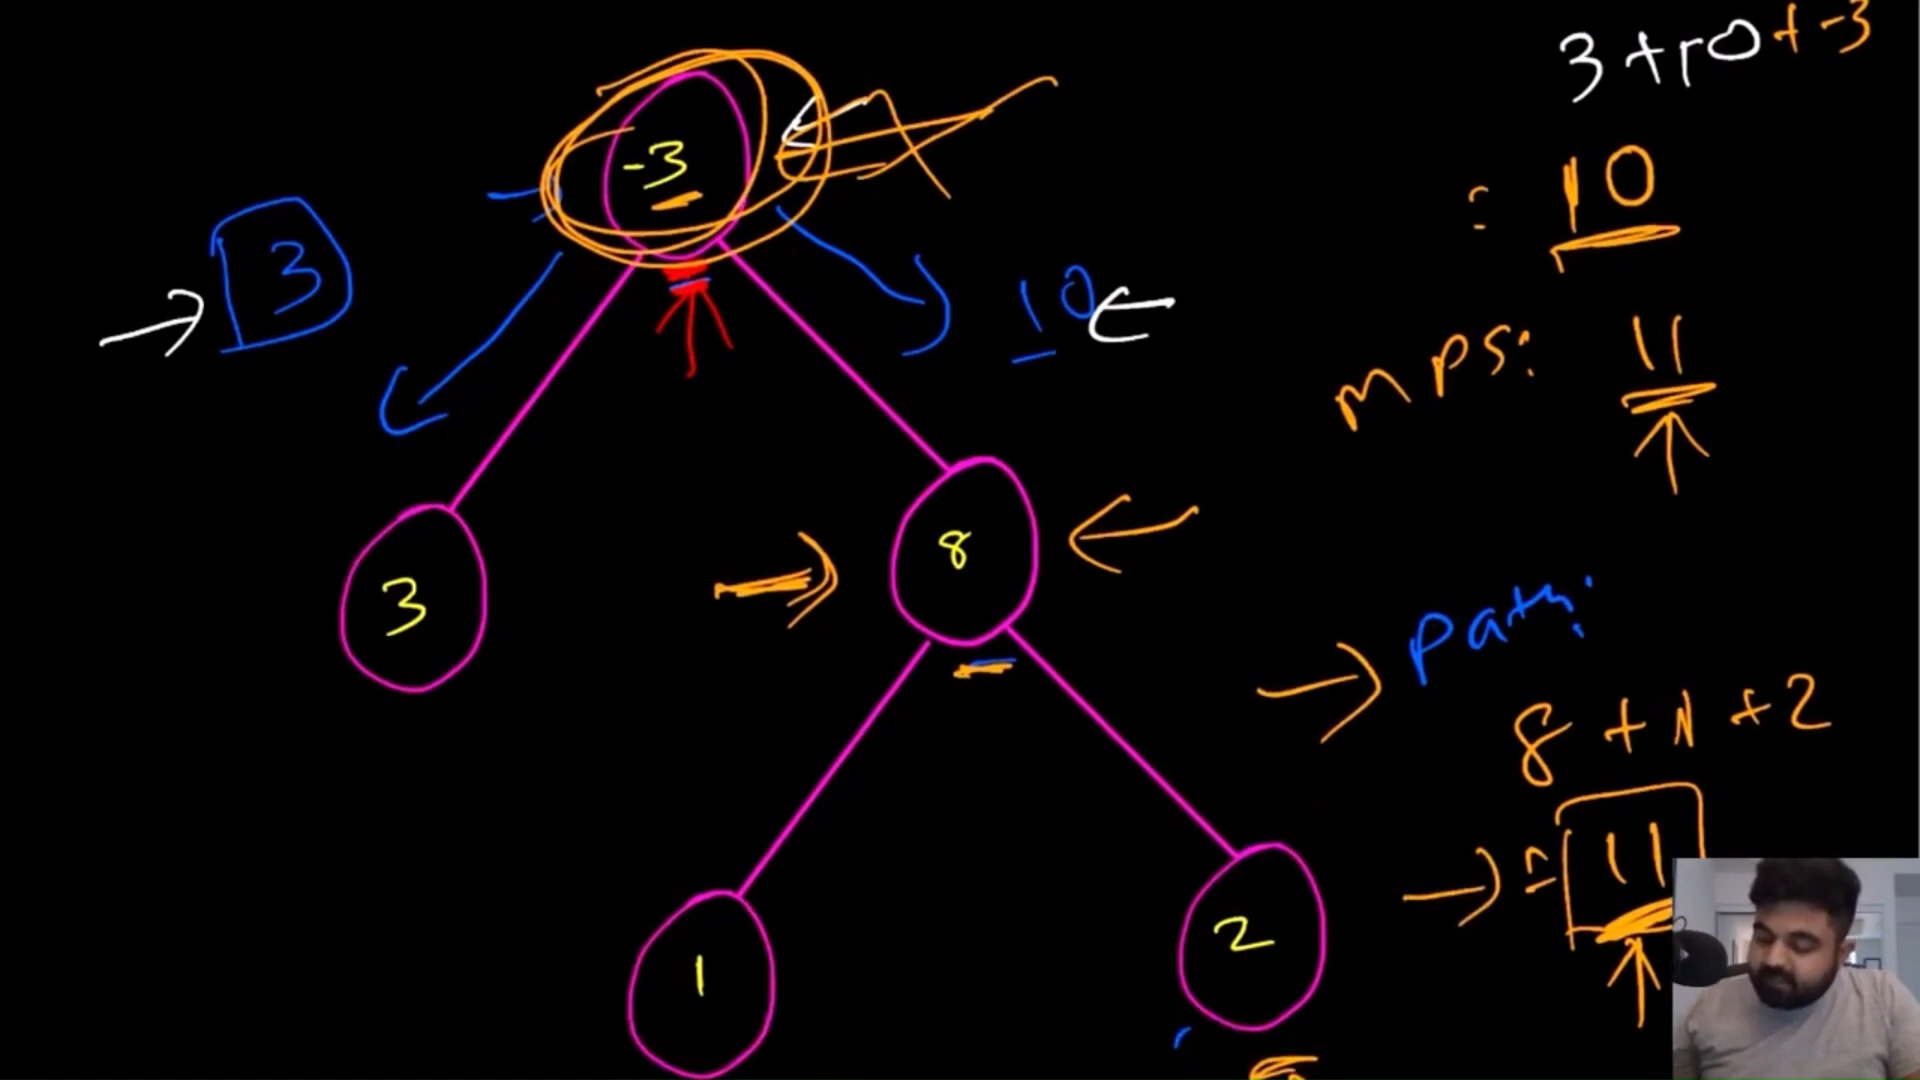 3 + 10 + -3
-3
= 10
3
10
mps: 11
8
3
Path:
8 + 1 + 2
= 11
2
1